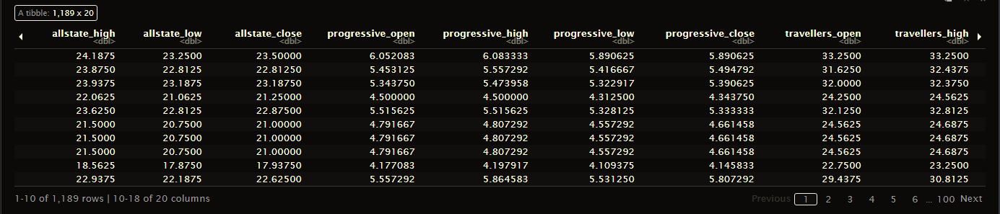 A tibble: 1,189 x 20
allstate_high allstate_low allstate_close progressive_open progressive_high progressive_low progressive_close travellers_open travellers_high
<dbl> <dbl> <dbl> <dbl> <dbl> <dbl> <dbl> <dbl> <dbl>
24.1875 23.2500 23.50000 6.052083 6.083333 5.890625 5.890625 33.2500 33.2500
23.8750 22.8125 22.81250 5.453125 5.557292 5.416667 5.494792 31.6250 32.4375
23.9375 23.1875 23.18750 5.343750 5.473958 5.322917 5.390625 32.0000 32.3750
22.0625 21.0625 21.25000 4.500000 4.500000 4.312500 4.343750 24.2500 24.5625
23.6250 22.8125 22.87500 5.515625 5.515625 5.328125 5.333333 32.1250 32.8125
21.5000 20.7500 21.00000 4.791667 4.807292 4.557292 4.661458 24.5625 24.6875
21.5000 20.7500 21.00000 4.791667 4.807292 4.557292 4.661458 24.5625 24.6875
21.5000 20.7500 21.00000 4.791667 4.807292 4.557292 4.661458 24.5625 24.6875
18.5625 17.8750 17.93750 4.177083 4.197917 4.109375 4.145833 22.7500 23.2500
22.9375 22.1875 22.62500 5.557292 5.864583 5.531250 5.807292 29.4375 30.8125
1-10 of 1,189 rows | 10-18 of 20 columns Previous 1 2 3 4 5 6 ... 100 Next